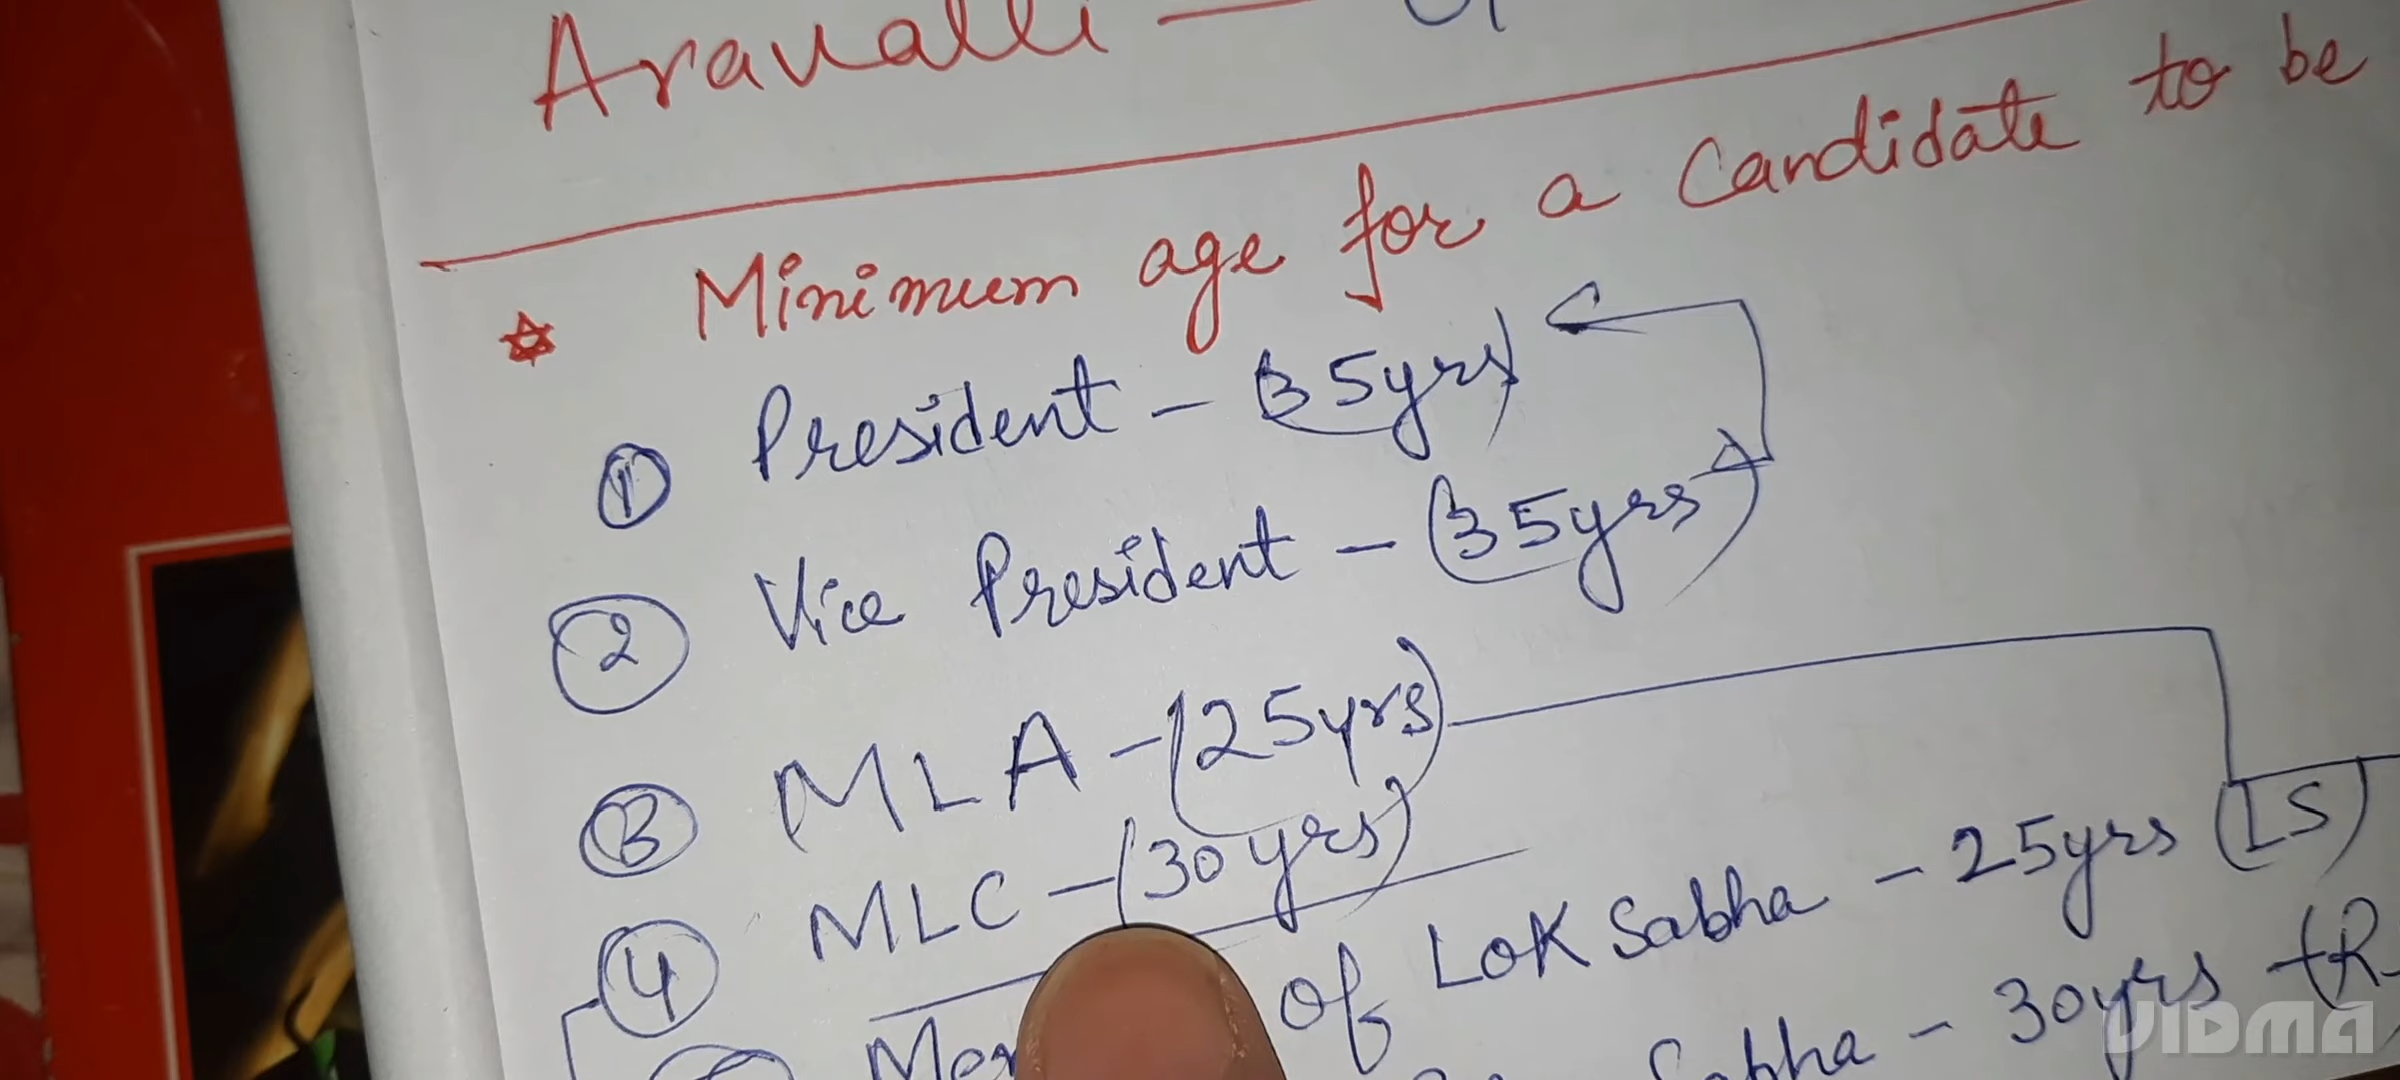 Aravalli —
✡ Minimum age for a candidate to be
① President - (35yrs)
② Vice President - (35yrs)
③ MLA - (25yrs)
④ MLC - (30yrs)
of Lok Sabha - 25yrs (LS)
Sabha - 30yrs (R
VIDMA